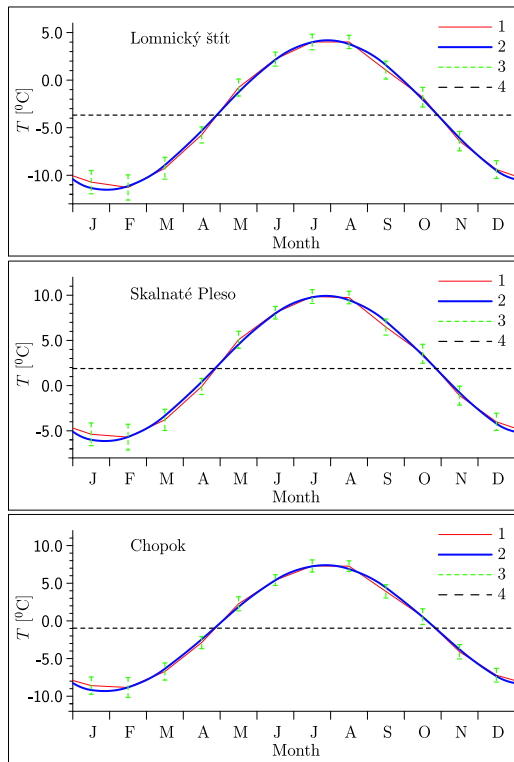 Lomnický štít
1
2
3
4
5.0
0.0
-5.0
-10.0
T [⁰C]
J F M A M J J A S O N D
Month
Skalnaté Pleso
1
2
3
4
10.0
5.0
0.0
-5.0
T [⁰C]
J F M A M J J A S O N D
Month
Chopok
1
2
3
4
10.0
5.0
0.0
-5.0
-10.0
T [⁰C]
J F M A M J J A S O N D
Month